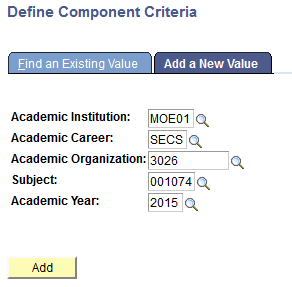 Define Component Criteria
Find an Existing Value Add a New Value
Academic Institution: MOE01
Academic Career: SECS
Academic Organization: 3026
Subject: 001074
Academic Year: 2015
Add